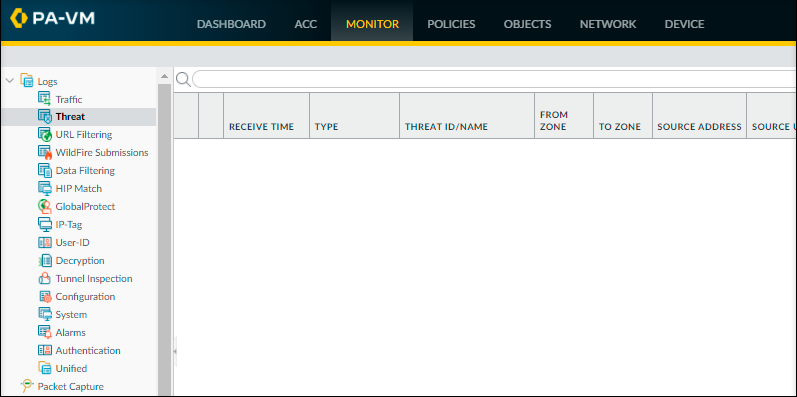 PA-VM
DASHBOARD ACC MONITOR POLICIES OBJECTS NETWORK DEVICE
Logs
Traffic
Threat
URL Filtering
WildFire Submissions
Data Filtering
HIP Match
GlobalProtect
IP-Tag
User-ID
Decryption
Tunnel Inspection
Configuration
System
Alarms
Authentication
Unified
Packet Capture
RECEIVE TIME TYPE THREAT ID/NAME FROM ZONE TO ZONE SOURCE ADDRESS SOURCE U